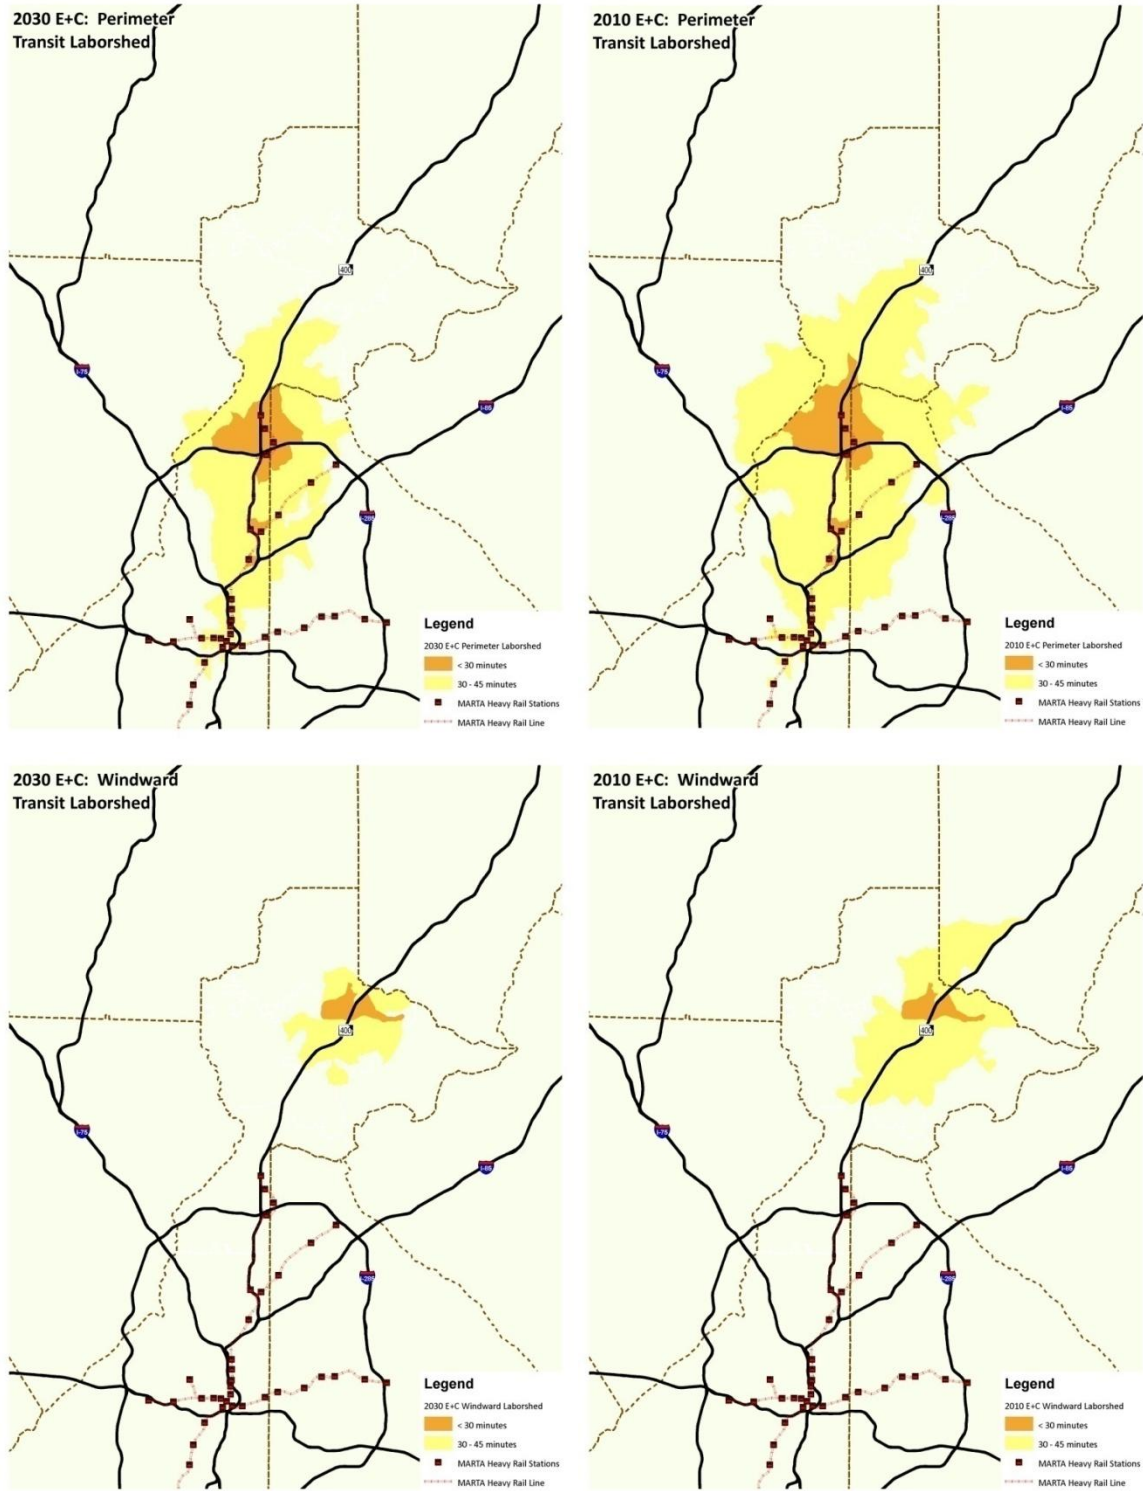 2030 E+C: Perimeter
Transit Laborshed
400
I-75
I-85
I-285
Legend
2030 E+C Perimeter Laborshed
< 30 minutes
30 - 45 minutes
MARTA Heavy Rail Stations
MARTA Heavy Rail Line
2010 E+C: Perimeter
Transit Laborshed
400
I-75
I-85
I-285
Legend
2010 E+C Perimeter Laborshed
< 30 minutes
30 - 45 minutes
MARTA Heavy Rail Stations
MARTA Heavy Rail Line
2030 E+C: Windward
Transit Laborshed
400
I-75
I-85
I-285
Legend
2030 E+C Windward Laborshed
< 30 minutes
30 - 45 minutes
MARTA Heavy Rail Stations
MARTA Heavy Rail Line
2010 E+C: Windward
Transit Laborshed
400
I-75
I-85
I-285
Legend
2010 E+C Windward Laborshed
< 30 minutes
30 - 45 minutes
MARTA Heavy Rail Stations
MARTA Heavy Rail Line